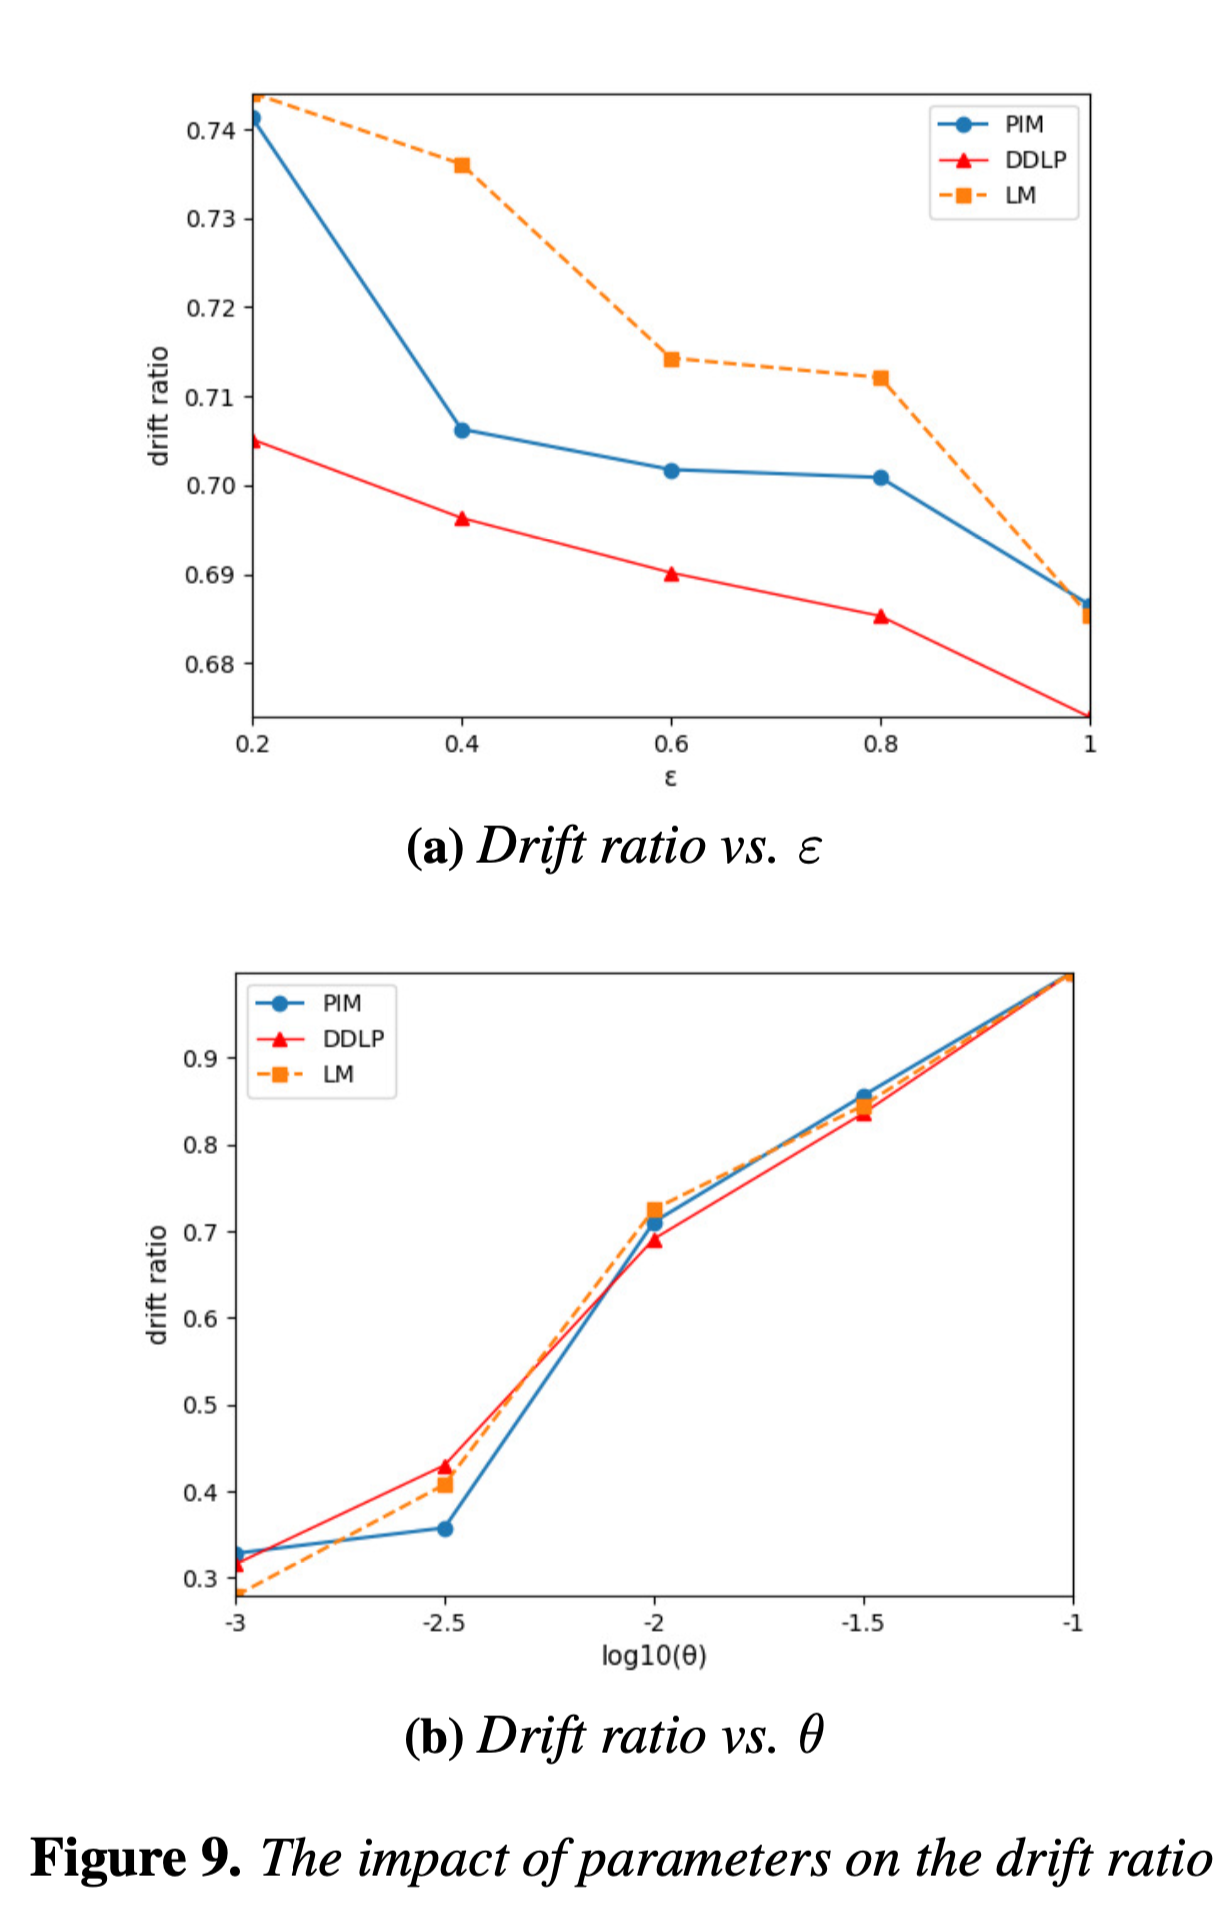 0.74
0.73
0.72
0.71
0.70
0.69
0.68
drift ratio
PIM
DDLP
LM
0.2 0.4 0.6 0.8 1
ε
(a) Drift ratio vs. ε
PIM
DDLP
LM
0.9
0.8
0.7
0.6
0.5
0.4
0.3
drift ratio
-3 -2.5 -2 -1.5 -1
log10(θ)
(b) Drift ratio vs. θ
Figure 9. The impact of parameters on the drift ratio